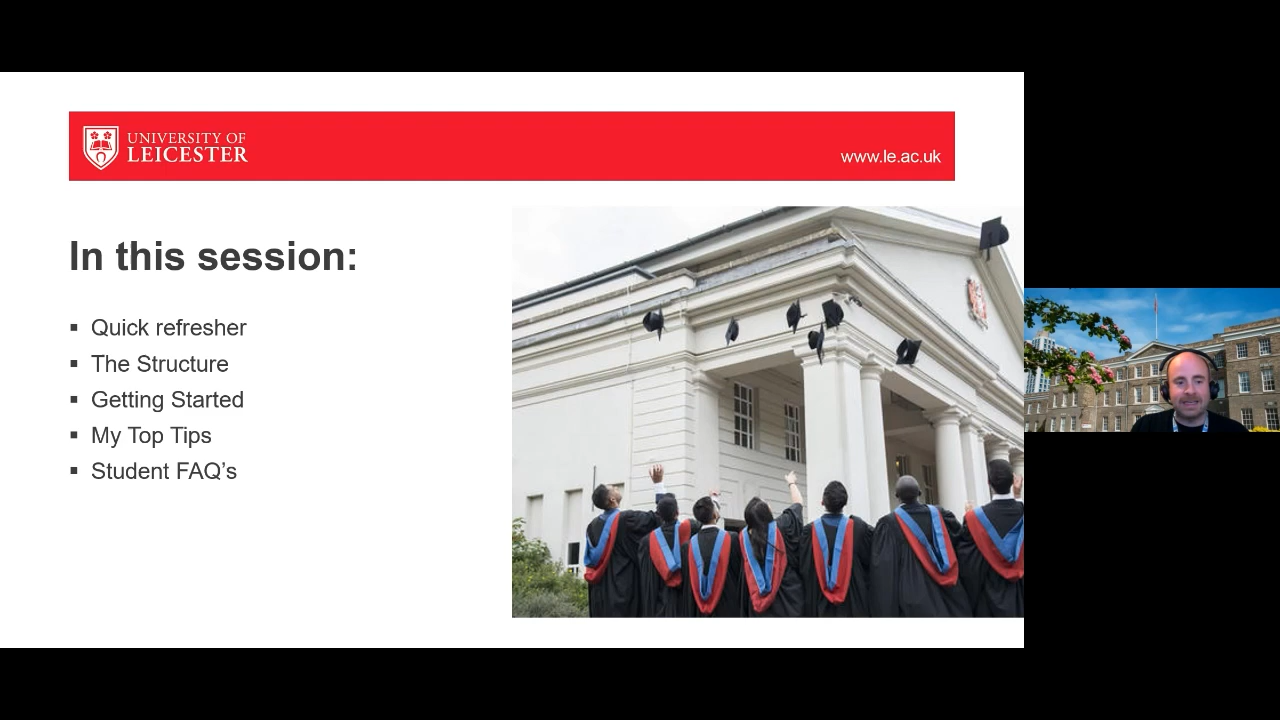 UNIVERSITY OF
LEICESTER
www.le.ac.uk
In this session:
▪ Quick refresher
▪ The Structure
▪ Getting Started
▪ My Top Tips
▪ Student FAQ’s